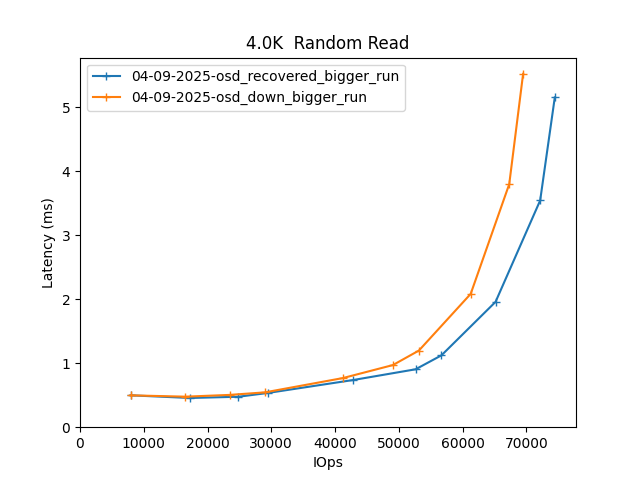 4.0K  Random Read
04-09-2025-osd_recovered_bigger_run
04-09-2025-osd_down_bigger_run
Latency (ms)
5
4
3
2
1
0
0 10000 20000 30000 40000 50000 60000 70000
IOps